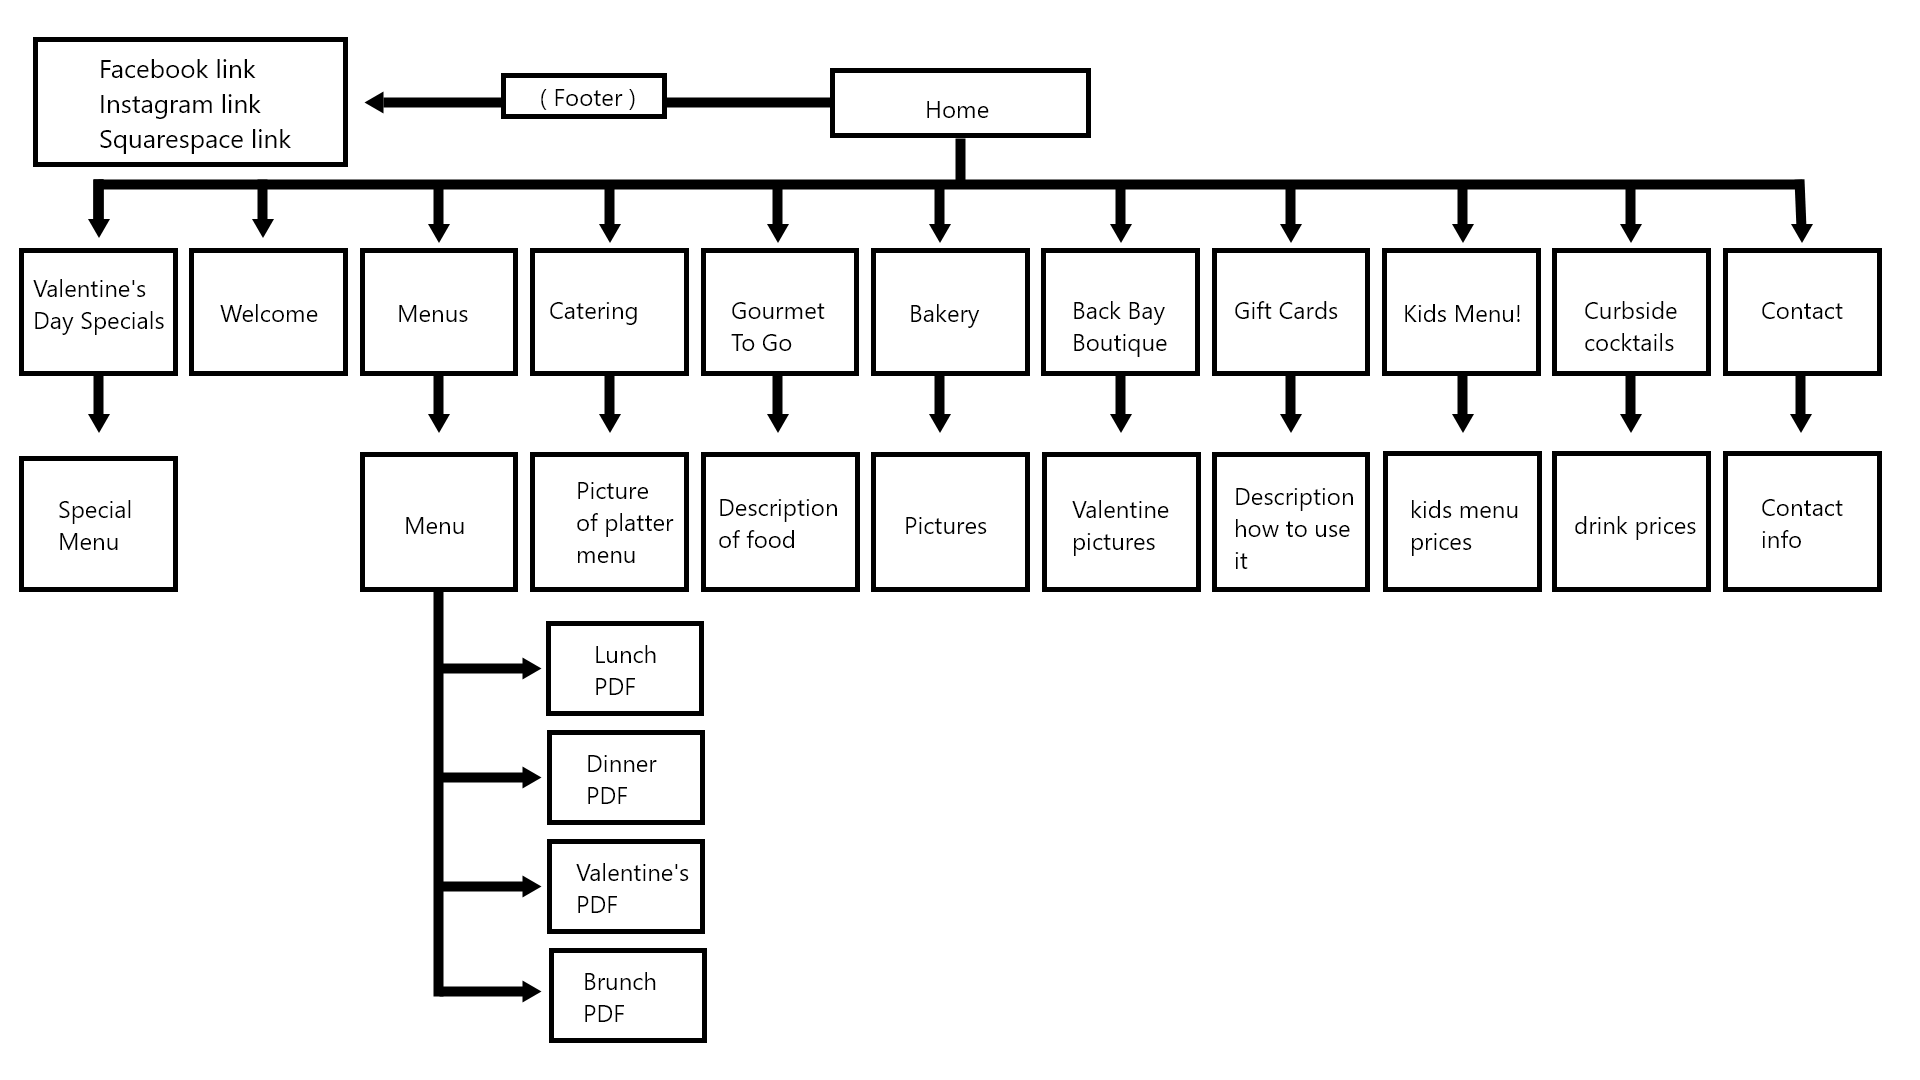 Facebook link
Instagram link
Squarespace link
( Footer )
Home
Valentine's
Day Specials
Welcome
Menus
Catering
Gourmet
To Go
Bakery
Back Bay
Boutique
Gift Cards
Kids Menu!
Curbside
cocktails
Contact
Special
Menu
Menu
Picture
of platter
menu
Description
of food
Pictures
Valentine
pictures
Description
how to use
it
kids menu
prices
drink prices
Contact
info
Lunch
PDF
Dinner
PDF
Valentine's
PDF
Brunch
PDF